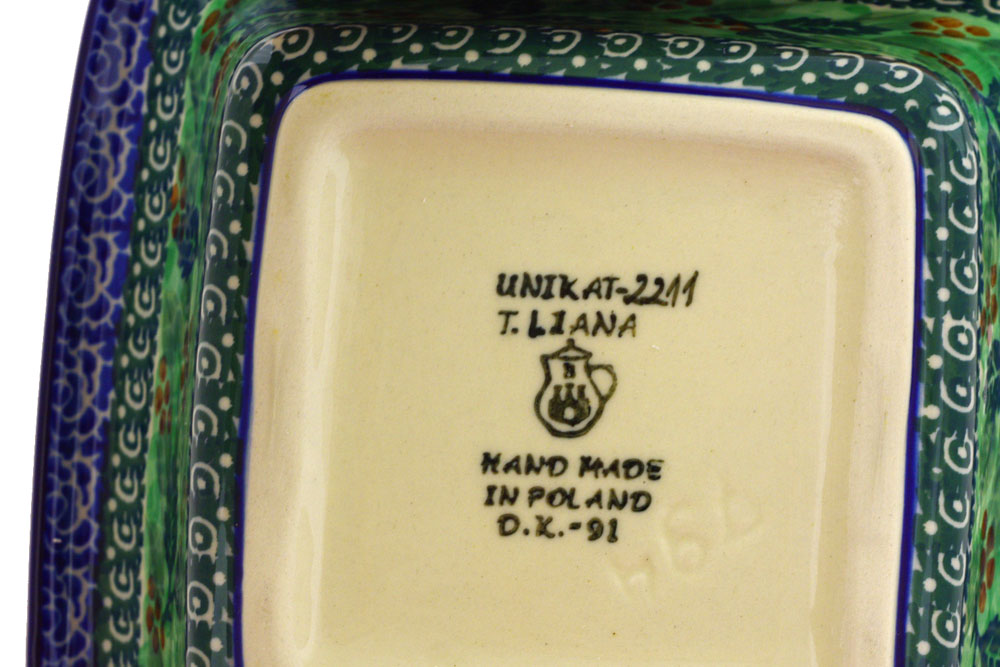 UNIKAT-2211
T. LIANA
HAND MADE
IN POLAND
D.K.-91